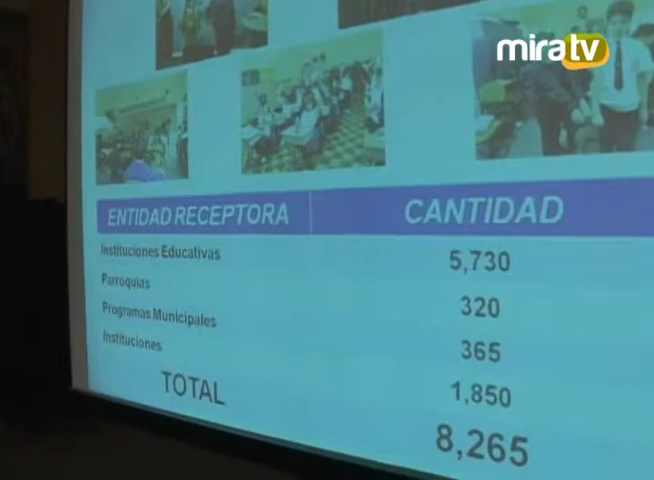 miratv
ENTIDAD RECEPTORA CANTIDAD
Instituciones Educativas 5,730
Parroquias 320
Programas Municipales 365
Instituciones 1,850
TOTAL 8,265